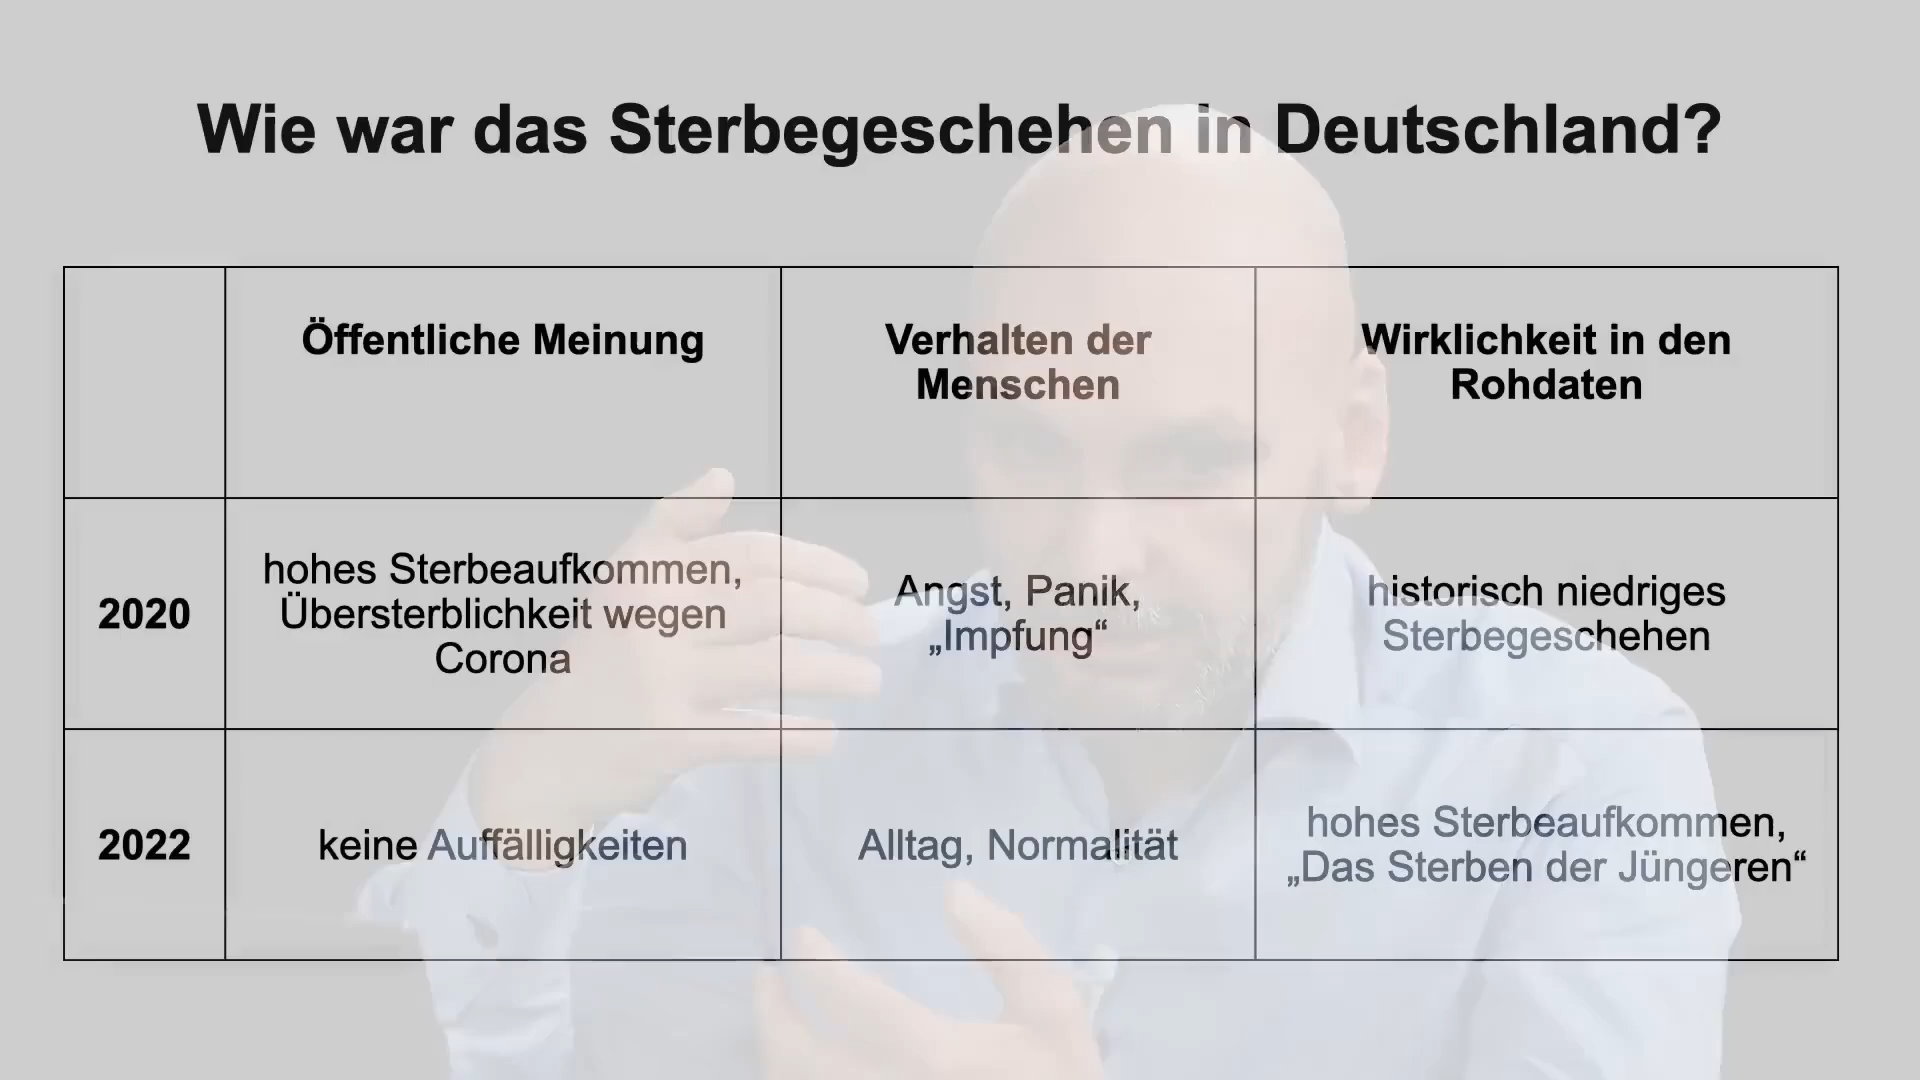 Wie war das Sterbegeschehen in Deutschland?
Öffentliche Meinung
Verhalten der
Menschen
Wirklichkeit in den
Rohdaten
2020
hohes Sterbeaufkommen,
Übersterblichkeit wegen
Corona
Angst, Panik,
„Impfung“
historisch niedriges
Sterbegeschehen
2022
keine Auffälligkeiten
Alltag, Normalität
hohes Sterbeaufkommen,
„Das Sterben der Jüngeren“